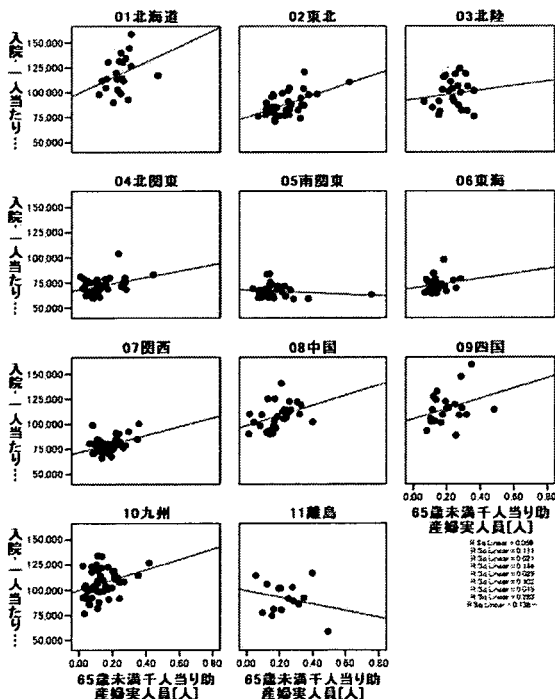 01北海道 02東北 03北陸
入院・一人当たり…
150.000
125.000
100.000
75.000
50.000
04北関東 05南関東 06東海
入院・一人当たり…
150.000
125.000
100.000
75.000
50.000
07関西 08中国 09四国
入院・一人当たり…
150.000
125.000
100.000
75.000
50.000
0.00 0.20 0.40 0.60 0.80
65歳未満千人当り助
産婦実人員[人]
10九州 11離島
入院・一人当たり…
150.000
125.000
100.000
75.000
50.000
0.00 0.20 0.40 0.60 0.80 0.00 0.20 0.40 0.60 0.80
65歳未満千人当り助 65歳未満千人当り助
産婦実人員[人] 産婦実人員[人]